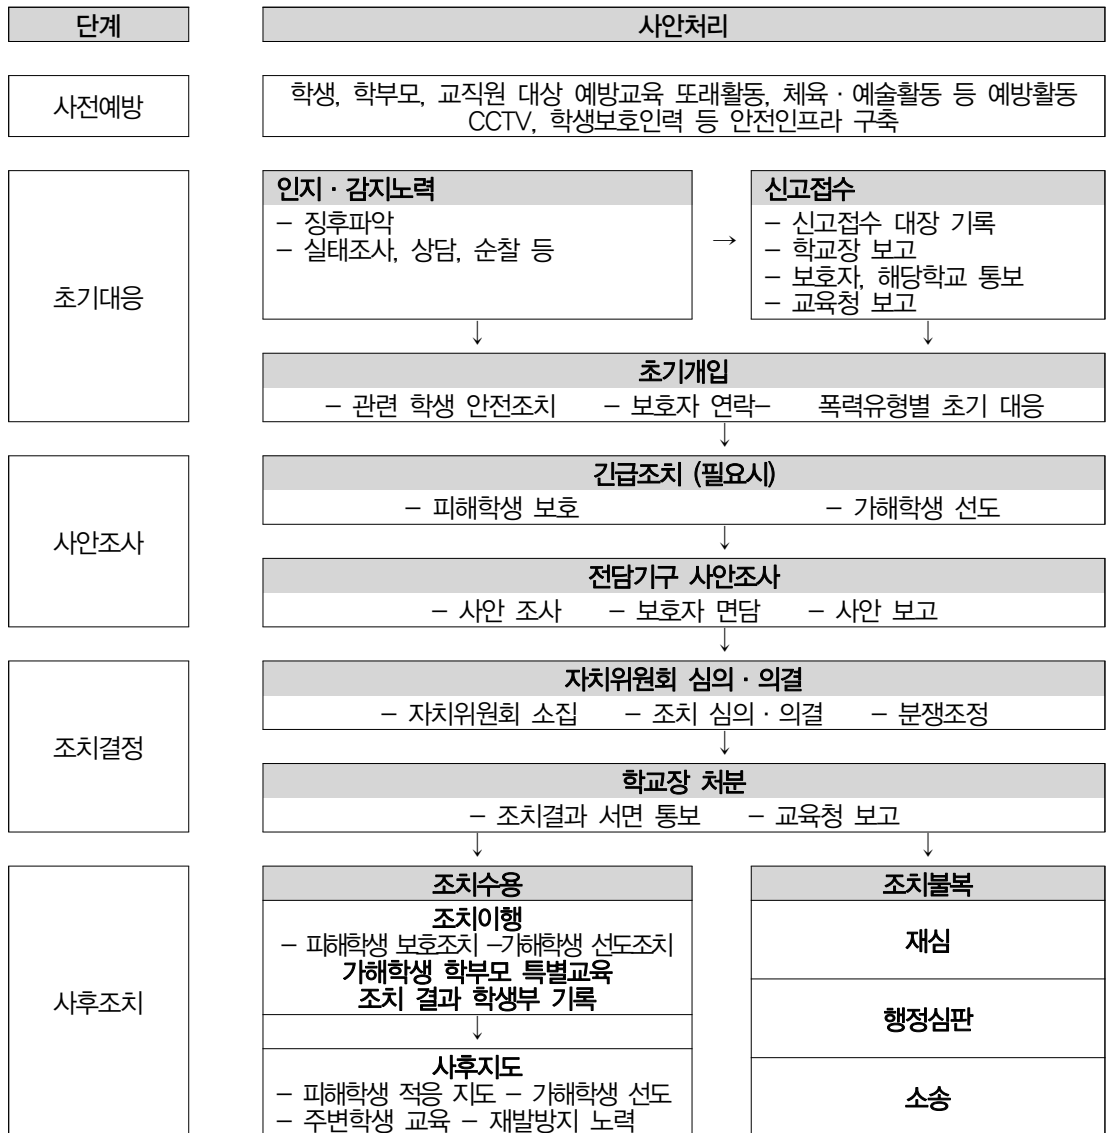 단계
사안처리
사전예방
학생, 학부모, 교직원 대상 예방교육 또래활동, 체육 · 예술활동 등 예방활동
CCTV, 학생보호인력 등 안전인프라 구축
초기대응
인지 · 감지노력
– 징후파악
– 실태조사, 상담, 순찰 등
→
신고접수
– 신고접수 대장 기록
– 학교장 보고
– 보호자, 해당학교 통보
– 교육청 보고
↓ ↓
초기개입
– 관련 학생 안전조치 – 보호자 연락– 폭력유형별 초기 대응
↓
사안조사
긴급조치 (필요시)
– 피해학생 보호 – 가해학생 선도
↓
전담기구 사안조사
– 사안 조사 – 보호자 면담 – 사안 보고
↓
조치결정
자치위원회 심의 · 의결
– 자치위원회 소집 – 조치 심의 · 의결 – 분쟁조정
↓
학교장 처분
– 조치결과 서면 통보 – 교육청 보고
↓ ↓
사후조치
조치수용
조치이행
– 피해학생 보호조치 –가해학생 선도조치
가해학생 학부모 특별교육
조치 결과 학생부 기록
↓
사후지도
– 피해학생 적응 지도 – 가해학생 선도
– 주변학생 교육 – 재발방지 노력
조치불복
재심
행정심판
소송